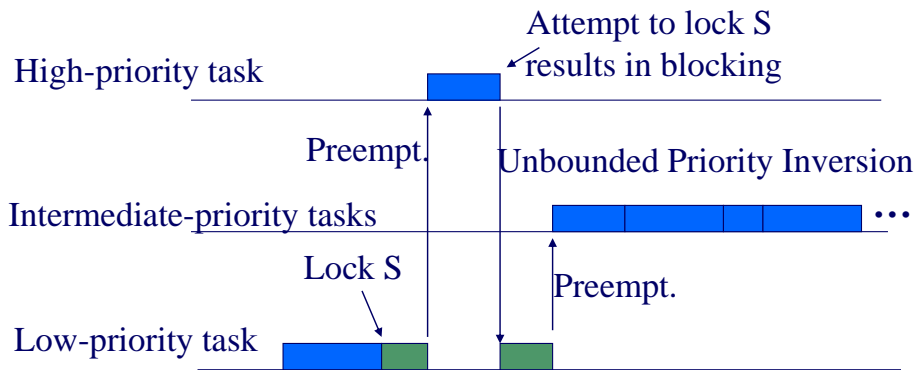 Attempt to lock S
results in blocking
High-priority task
Preempt.
Unbounded Priority Inversion
Intermediate-priority tasks
...
Lock S
Preempt.
Low-priority task